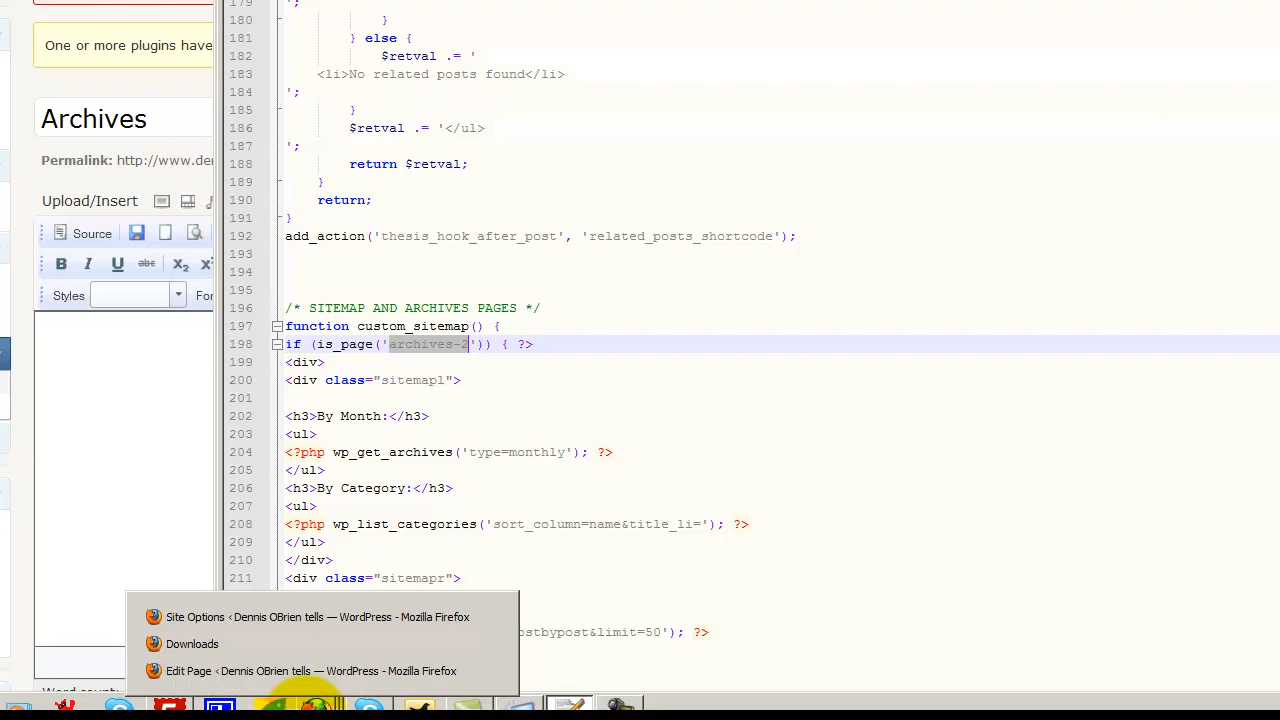 One or more plugins have
Archives
Permalink: http://www.de
Upload/Insert
Source
B I U abc X₂ X
Styles
For
179 ';
180 }
181 } else {
182 $retval .= '
183 <li>No related posts found</li>
184 ';
185 }
186 $retval .= '</ul>
187 ';
188 return $retval;
189 }
190 return;
191 }
192 add_action('thesis_hook_after_post', 'related_posts_shortcode');
193
194
195
196 /* SITEMAP AND ARCHIVES PAGES */
197 function custom_sitemap() {
198 if (is_page('archives-2')) { ?>
199 <div>
200 <div class="sitemapl">
201
202 <h3>By Month:</h3>
203 <ul>
204 <?php wp_get_archives('type=monthly'); ?>
205 </ul>
206 <h3>By Category:</h3>
207 <ul>
208 <?php wp_list_categories('sort_column=name&title_li='); ?>
209 </ul>
210 </div>
211 <div class="sitemapr">
Site Options ‹ Dennis OBrien tells — WordPress - Mozilla Firefox
ostbypost&limit=50'); ?>
Downloads
Edit Page ‹ Dennis OBrien tells — WordPress - Mozilla Firefox